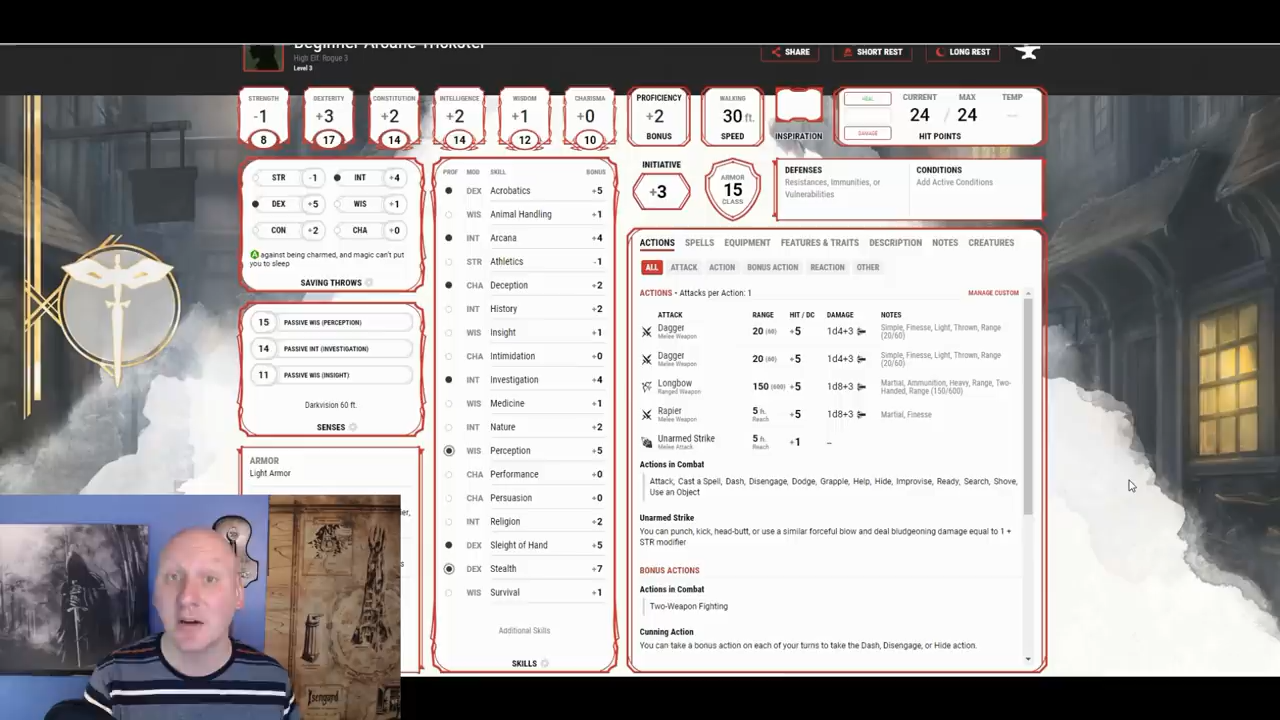 Beginner Arcane Trickster
High Elf Rogue 3
Level 3
SHARE
SHORT REST
LONG REST
STRENGTH
-1
8
DEXTERITY
+3
17
CONSTITUTION
+2
14
INTELLIGENCE
+2
14
WISDOM
+1
12
CHARISMA
+0
10
PROFICIENCY
+2
BONUS
WALKING
30 ft.
SPEED
INSPIRATION
HEAL
DAMAGE
CURRENT
24
/
MAX
24
TEMP
HIT POINTS
STR -1
INT +4
DEX +5
WIS +1
CON +2
CHA +0
A against being charmed, and magic can't put
you to sleep
SAVING THROWS
15 PASSIVE WIS (PERCEPTION)
14 PASSIVE INT (INVESTIGATION)
11 PASSIVE WIS (INSIGHT)
Darkvision 60 ft.
SENSES
ARMOR
Light Armor
PROF MOD SKILL BONUS
DEX Acrobatics +5
WIS Animal Handling +1
INT Arcana +4
STR Athletics -1
CHA Deception +2
INT History +2
WIS Insight +1
CHA Intimidation +0
INT Investigation +4
WIS Medicine +1
INT Nature +2
WIS Perception +5
CHA Performance +0
CHA Persuasion +0
INT Religion +2
DEX Sleight of Hand +5
DEX Stealth +7
WIS Survival +1
Additional Skills
SKILLS
INITIATIVE
+3
ARMOR
15
CLASS
DEFENSES
Resistances, Immunities, or
Vulnerabilities
CONDITIONS
Add Active Conditions
ACTIONS SPELLS EQUIPMENT FEATURES & TRAITS DESCRIPTION NOTES CREATURES
ALL ATTACK ACTION BONUS ACTION REACTION OTHER
ACTIONS • Attacks per Action: 1
MANAGE CUSTOM
ATTACK RANGE HIT / DC DAMAGE NOTES
Dagger 20 (60) +5 1d4+3 Simple, Finesse, Light, Thrown, Range
Melee Weapon (20/60)
Dagger 20 (60) +5 1d4+3 Simple, Finesse, Light, Thrown, Range
Melee Weapon (20/60)
Longbow 150 (600) +5 1d8+3 Martial, Ammunition, Heavy, Range, Two-
Ranged Weapon Handed, Range (150/600)
Rapier 5 ft. +5 1d8+3 Martial, Finesse
Melee Weapon Reach
Unarmed Strike 5 ft. +1 --
Melee Attack Reach
Actions in Combat
Attack, Cast a Spell, Dash, Disengage, Dodge, Grapple, Help, Hide, Improvise, Ready, Search, Shove,
Use an Object
Unarmed Strike
You can punch, kick, head-butt, or use a similar forceful blow and deal bludgeoning damage equal to 1 +
STR modifier
BONUS ACTIONS
Actions in Combat
Two-Weapon Fighting
Cunning Action
You can take a bonus action on each of your turns to take the Dash, Disengage, or Hide action.
Isengard